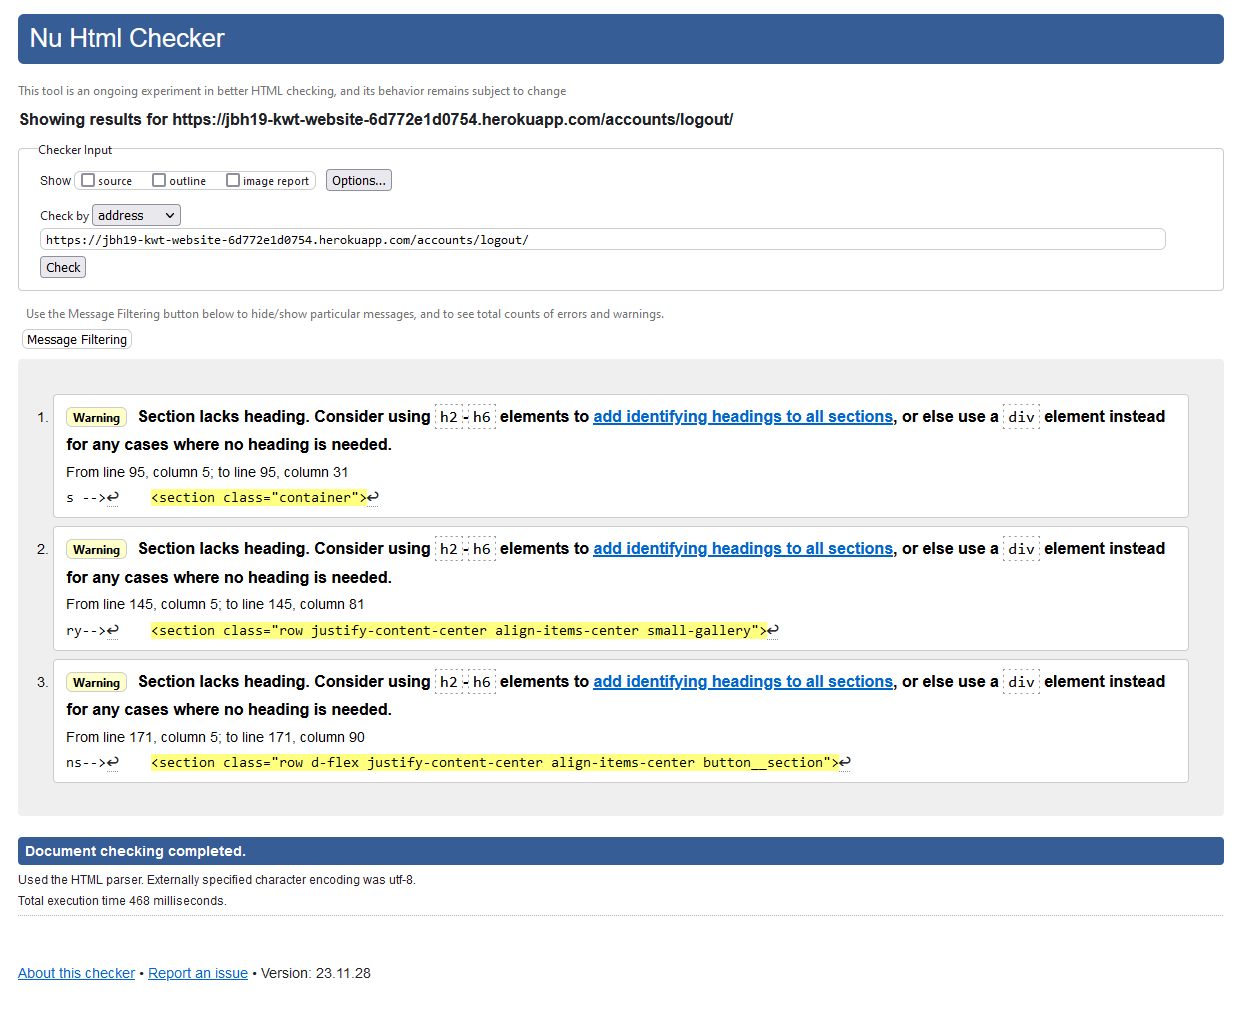 Nu Html Checker
This tool is an ongoing experiment in better HTML checking, and its behavior remains subject to change
Showing results for https://jbh19-kwt-website-6d772e1d0754.herokuapp.com/accounts/logout/
Checker Input
Show source outline image report Options...
Check by address
https://jbh19-kwt-website-6d772e1d0754.herokuapp.com/accounts/logout/
Check
Use the Message Filtering button below to hide/show particular messages, and to see total counts of errors and warnings.
Message Filtering
1. Warning Section lacks heading. Consider using h2-h6 elements to add identifying headings to all sections, or else use a div element instead
for any cases where no heading is needed.
From line 95, column 5; to line 95, column 31
s -->↩ <section class="container">↩
2. Warning Section lacks heading. Consider using h2-h6 elements to add identifying headings to all sections, or else use a div element instead
for any cases where no heading is needed.
From line 145, column 5; to line 145, column 81
ry-->↩ <section class="row justify-content-center align-items-center small-gallery">↩
3. Warning Section lacks heading. Consider using h2-h6 elements to add identifying headings to all sections, or else use a div element instead
for any cases where no heading is needed.
From line 171, column 5; to line 171, column 90
ns-->↩ <section class="row d-flex justify-content-center align-items-center button__section">↩
Document checking completed.
Used the HTML parser. Externally specified character encoding was utf-8.
Total execution time 468 milliseconds.
About this checker • Report an issue • Version: 23.11.28